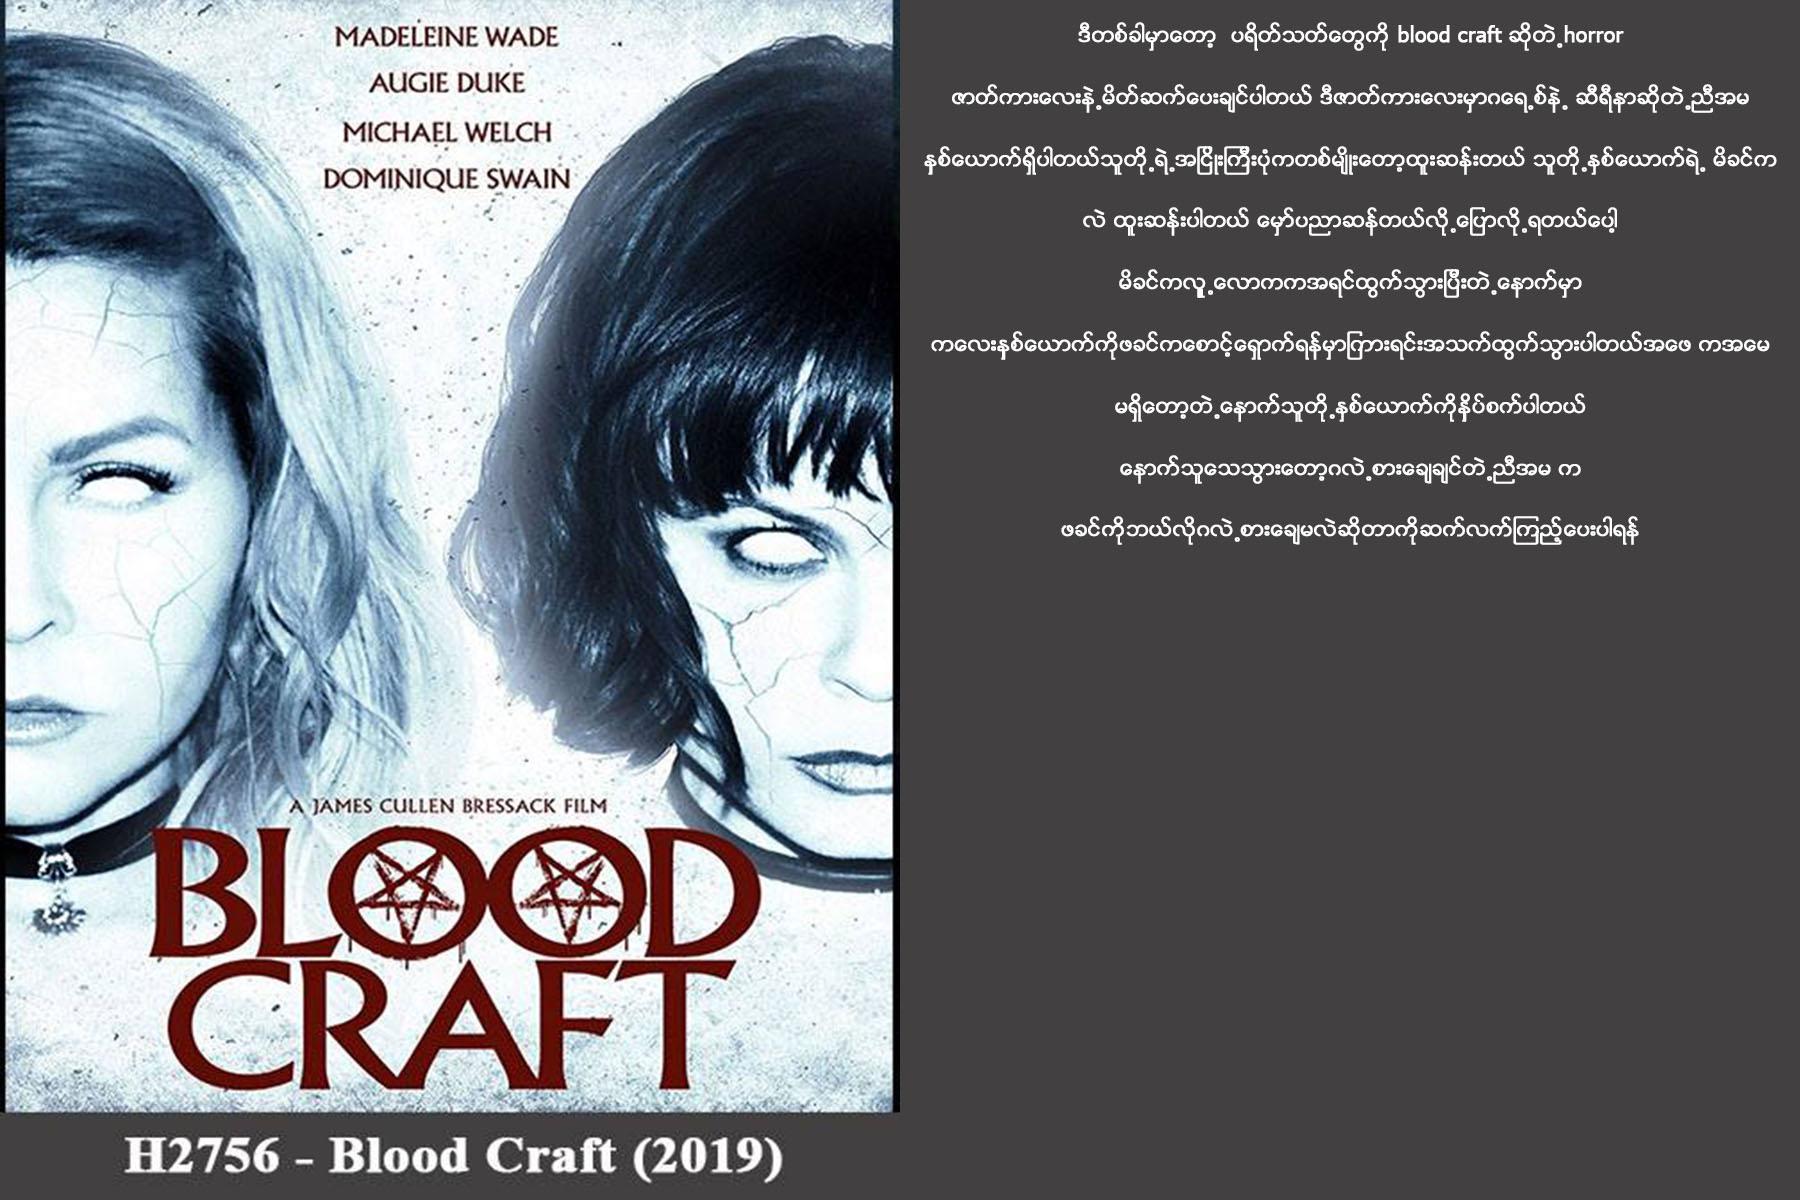 MADELEINE WADE
AUGIE DUKE
MICHAEL WELCH
DOMINIQUE SWAIN
A JAMES CULLEN BRESSACK FILM
BLOOD
CRAFT
H2756 - Blood Craft (2019)
ဒီတစ်ခါမှာတော့ ပရိတ်သတ်တွေကို blood craft ဆိုတဲ့ horror
ဇာတ်ကားလေးနဲ့မိတ်ဆက်ပေးချင်ပါတယ် ဒီဇာတ်ကားလေးမှာဂရေ့စ်နဲ့ ဆီရီနာဆိုတဲ့ညီအမ
နှစ်ယောက်ရှိပါတယ်သူတို့ရဲ့အငြိုးကြီးပုံကတစ်မျိုးတော့ထူးဆန်းတယ် သူတို့နှစ်ယောက်ရဲ့ မိခင်က
လဲ ထူးဆန်းပါတယ် မှော်ပညာဆန်တယ်လို့ပြောလို့ရတယ်ပေါ့
မိခင်ကလူ့လောကကအရင်ထွက်သွားပြီးတဲ့နောက်မှာ
ကလေးနှစ်ယောက်ကိုဖခင်ကစောင့်ရှောက်ရန်မှာကြားရင်းအသက်ထွက်သွားပါတယ်အဖေ ကအမေ
မရှိတော့တဲ့နောက်သူတို့နှစ်ယောက်ကိုနှိပ်စက်ပါတယ်
နောက်သူသေသွားတော့ဂလဲ့စားချေချင်တဲ့ညီအမ က
ဖခင်ကိုဘယ်လိုဂလဲ့စားချေမလဲဆိုတာကိုဆက်လက်ကြည့်ပေးပါရန်